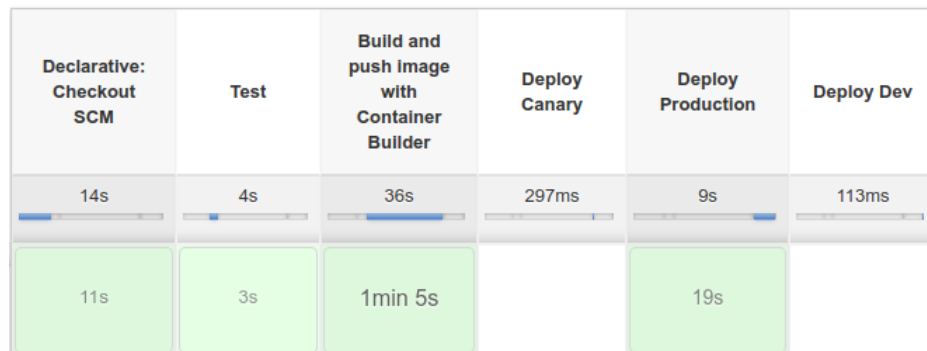 Declarative:
Checkout
SCM
Test
Build and
push image
with
Container
Builder
Deploy
Canary
Deploy
Production
Deploy Dev
14s
4s
36s
297ms
9s
113ms
11s
3s
1min 5s
19s